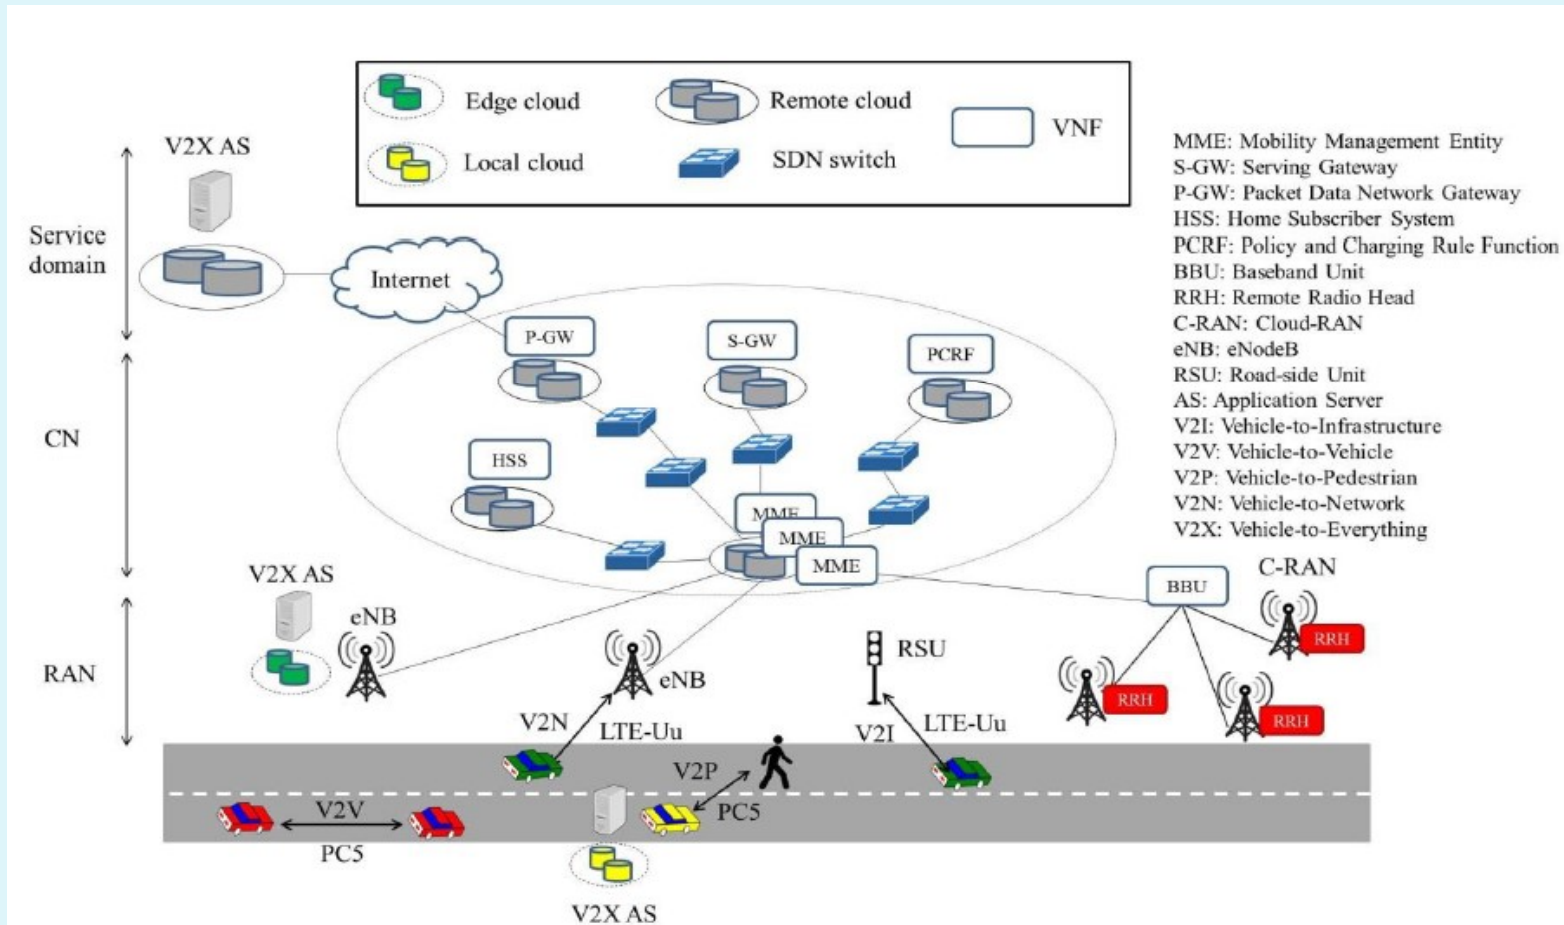 Edge cloud
Remote cloud
VNF
Local cloud
SDN switch
V2X AS
MME: Mobility Management Entity
S-GW: Serving Gateway
P-GW: Packet Data Network Gateway
HSS: Home Subscriber System
PCRF: Policy and Charging Rule Function
BBU: Baseband Unit
RRH: Remote Radio Head
C-RAN: Cloud-RAN
eNB: eNodeB
RSU: Road-side Unit
AS: Application Server
V2I: Vehicle-to-Infrastructure
V2V: Vehicle-to-Vehicle
V2P: Vehicle-to-Pedestrian
V2N: Vehicle-to-Network
V2X: Vehicle-to-Everything
Service
domain
Internet
P-GW
S-GW
PCRF
CN
HSS
MME
MME
MME
V2X AS
C-RAN
BBU
eNB
RRH
RSU
RAN
eNB
RRH
RRH
V2N
LTE-Uu
V2I
LTE-Uu
V2P
PC5
V2V
PC5
V2X AS